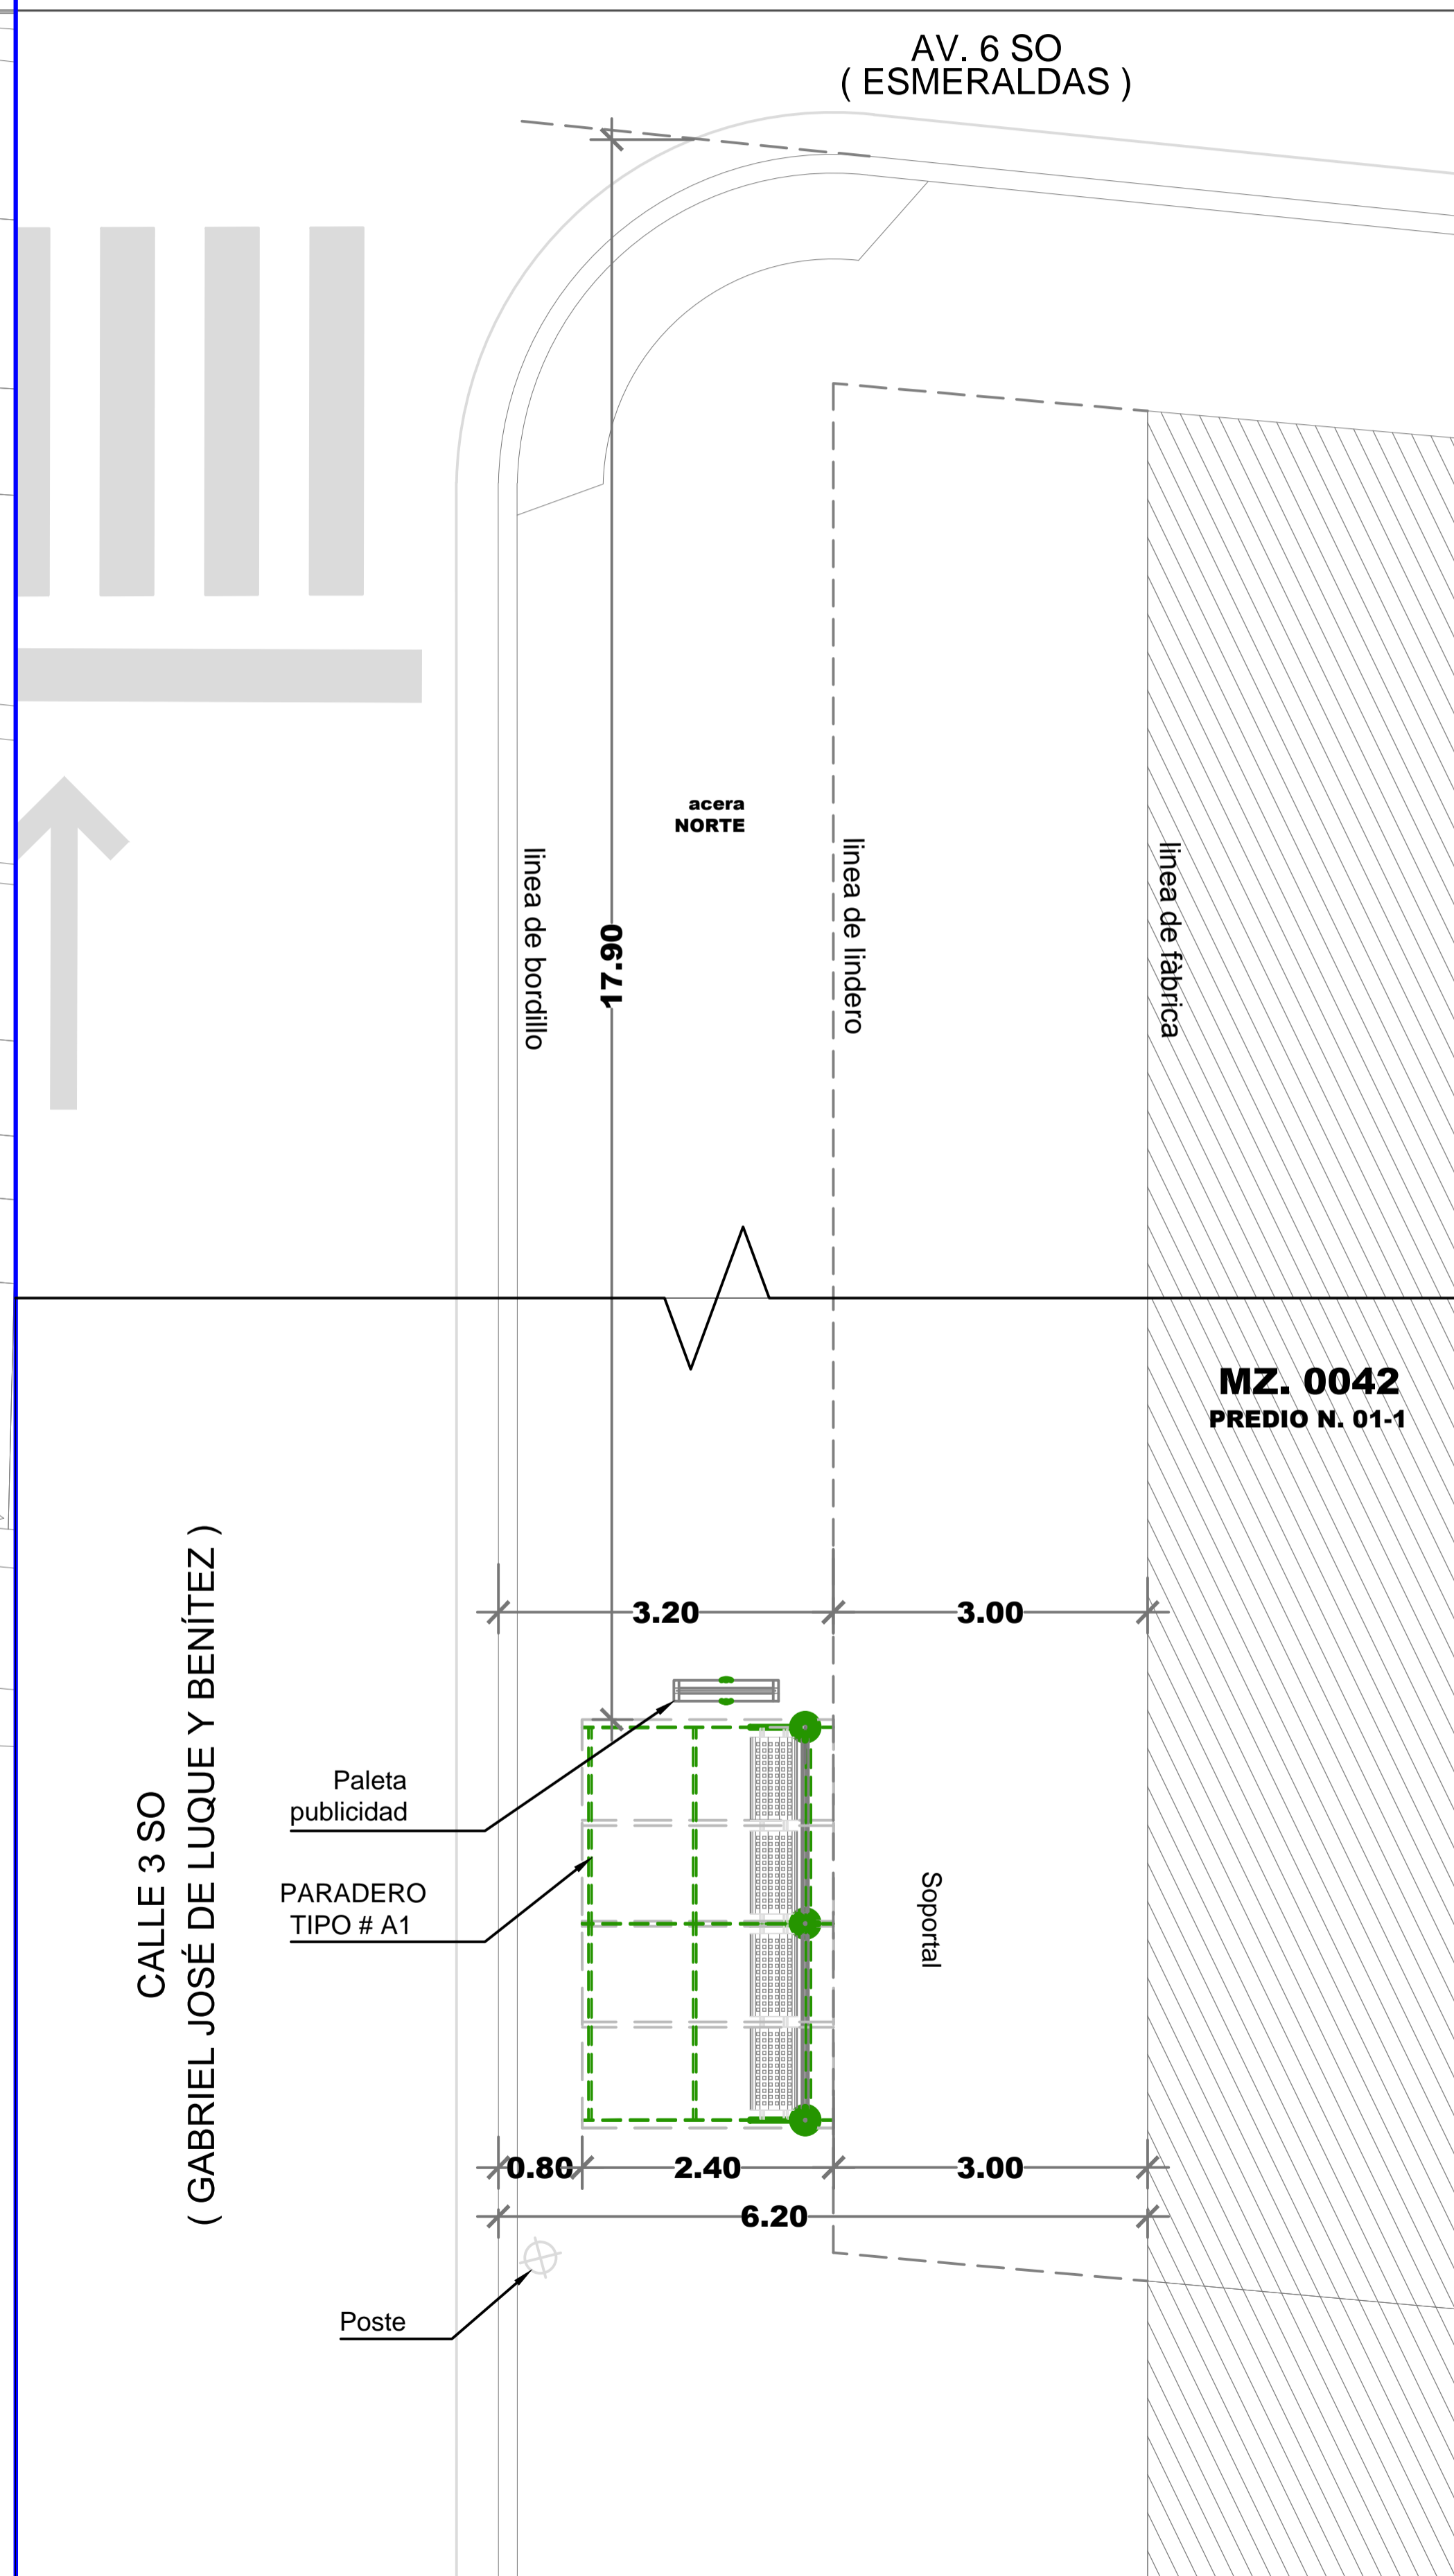 AV. 6 SO
( ESMERALDAS )
acera
NORTE
linea de bordillo
17.90
linea de lindero
linea de fàbrica
MZ. 0042
PREDIO N. 01-1
CALLE 3 SO
( GABRIEL JOSÉ DE LUQUE Y BENÍTEZ )
3.20
3.00
Paleta
publicidad
PARADERO
TIPO # A1
Soportal
0.80
2.40
3.00
6.20
Poste